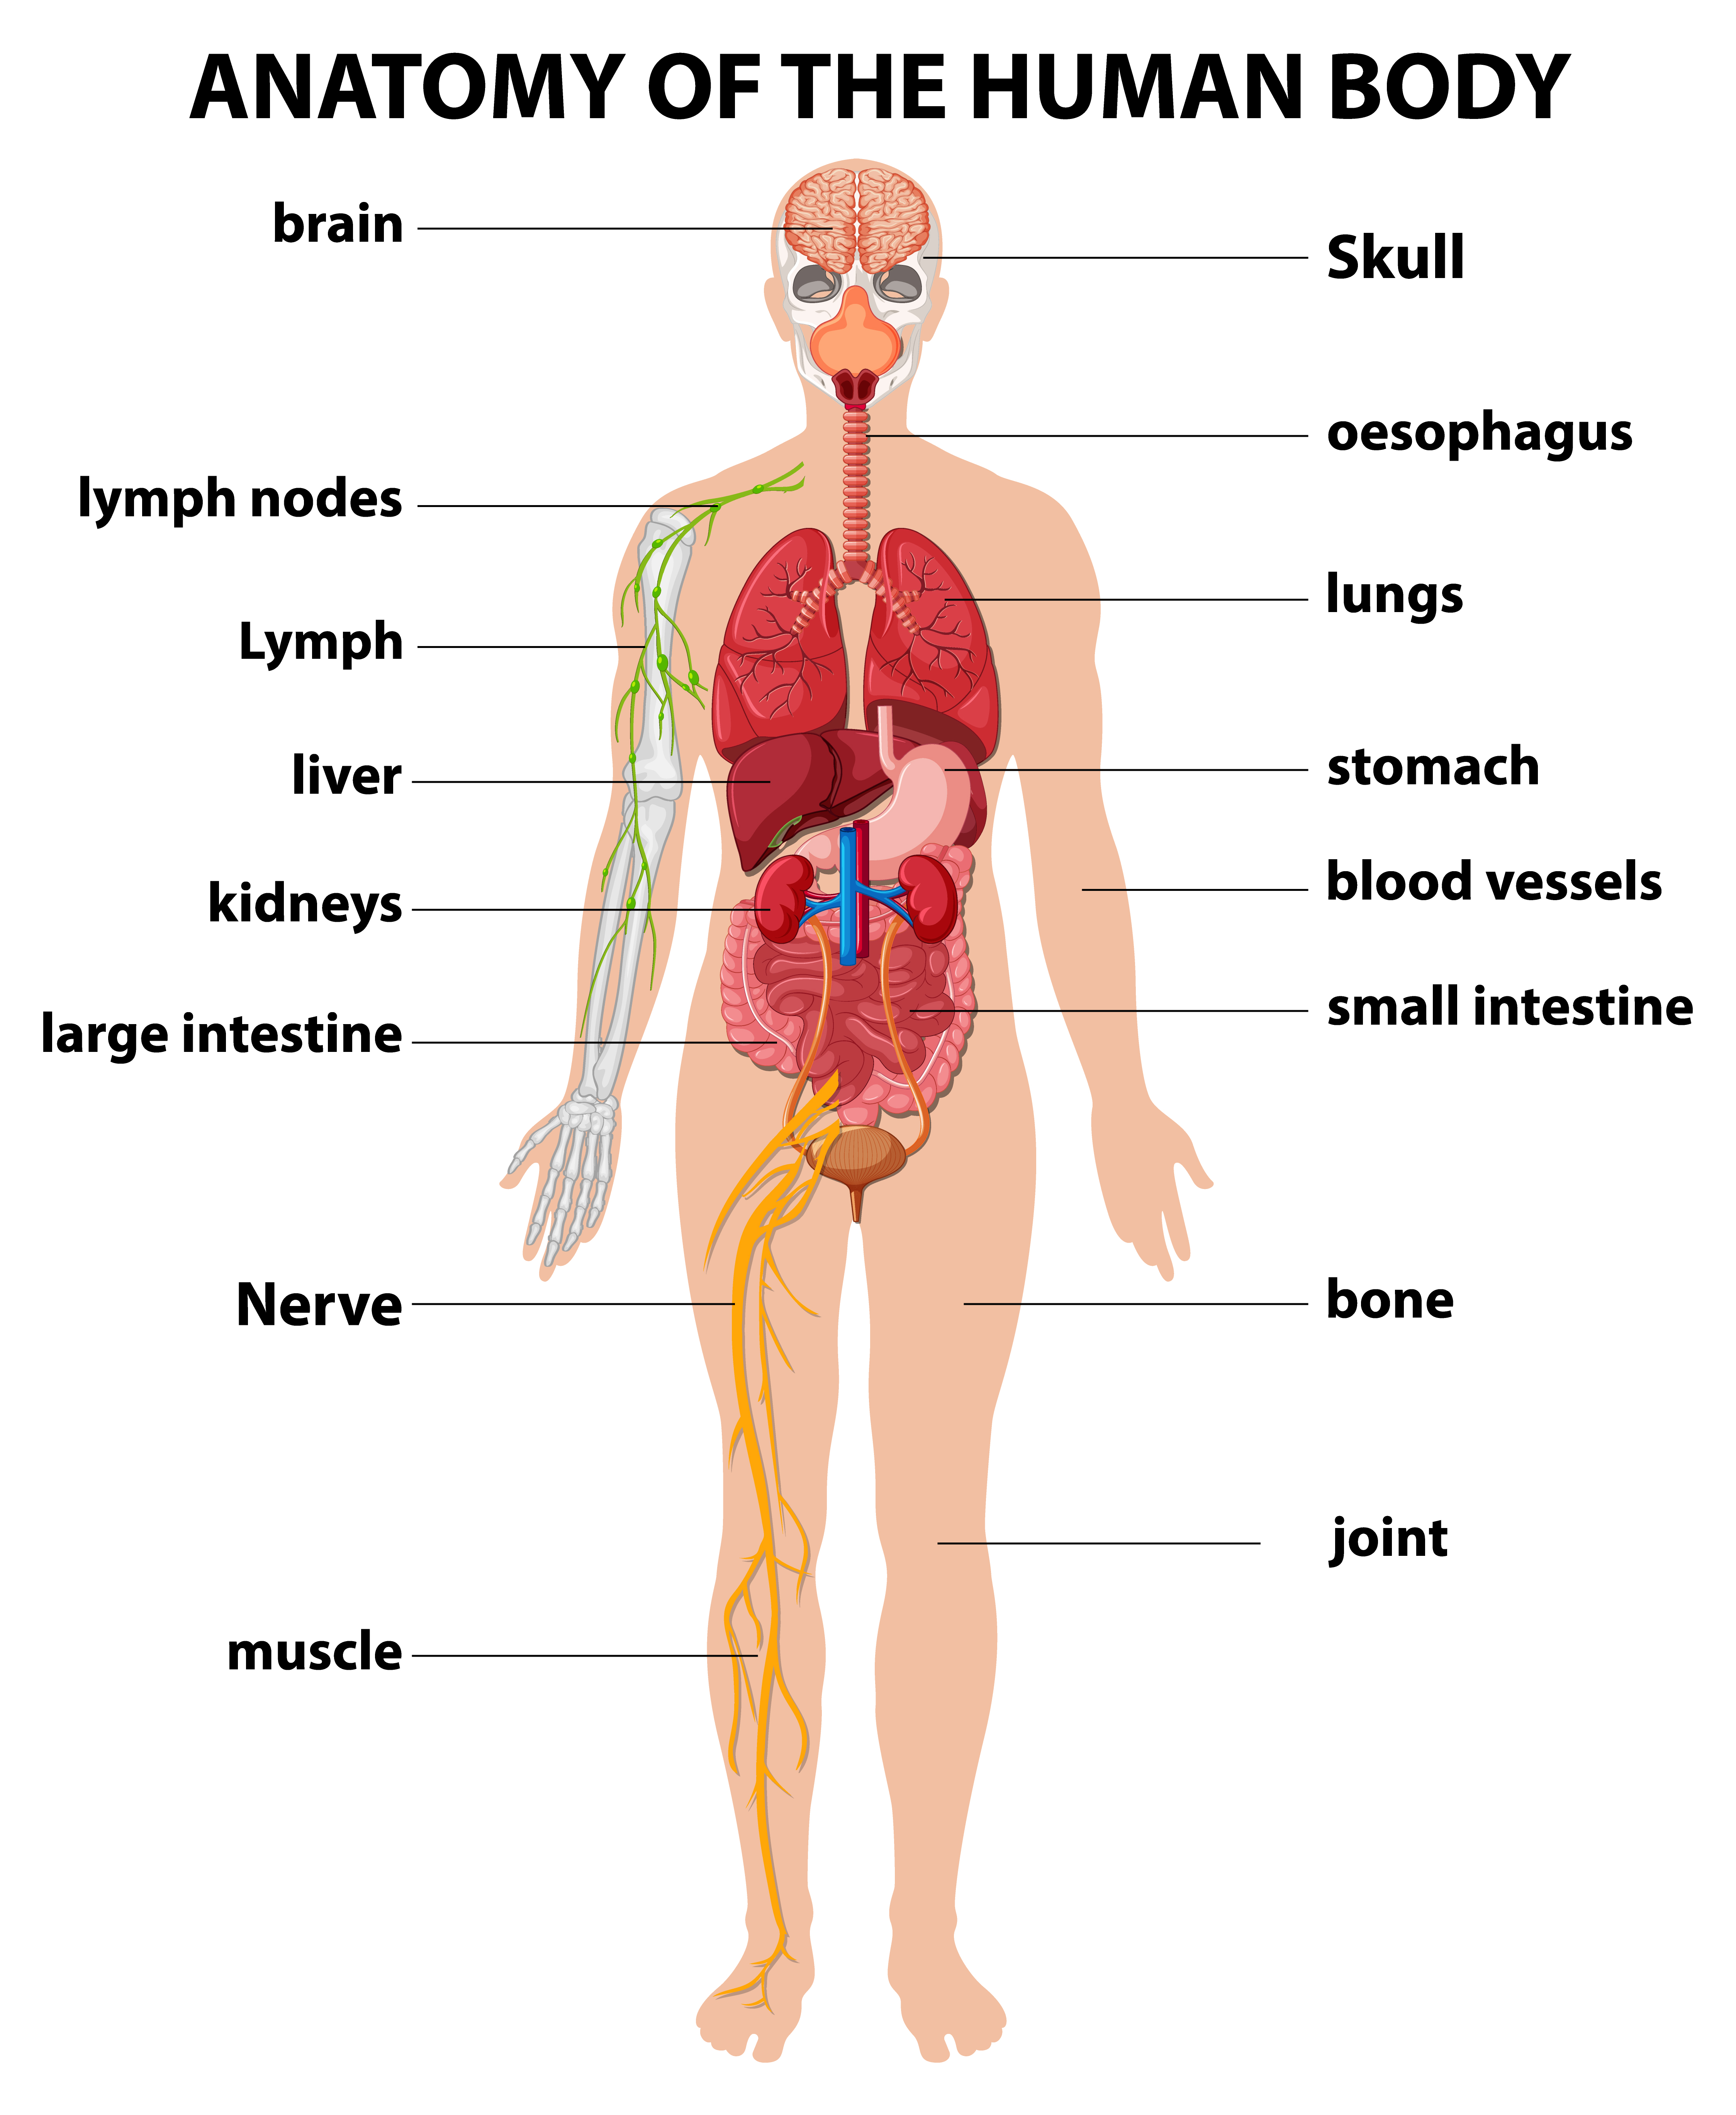 ANATOMY OF THE HUMAN BODY
brain
Skull
oesophagus
lymph nodes
lungs
Lymph
liver
stomach
blood vessels
kidneys
small intestine
large intestine
Nerve
bone
joint
muscle